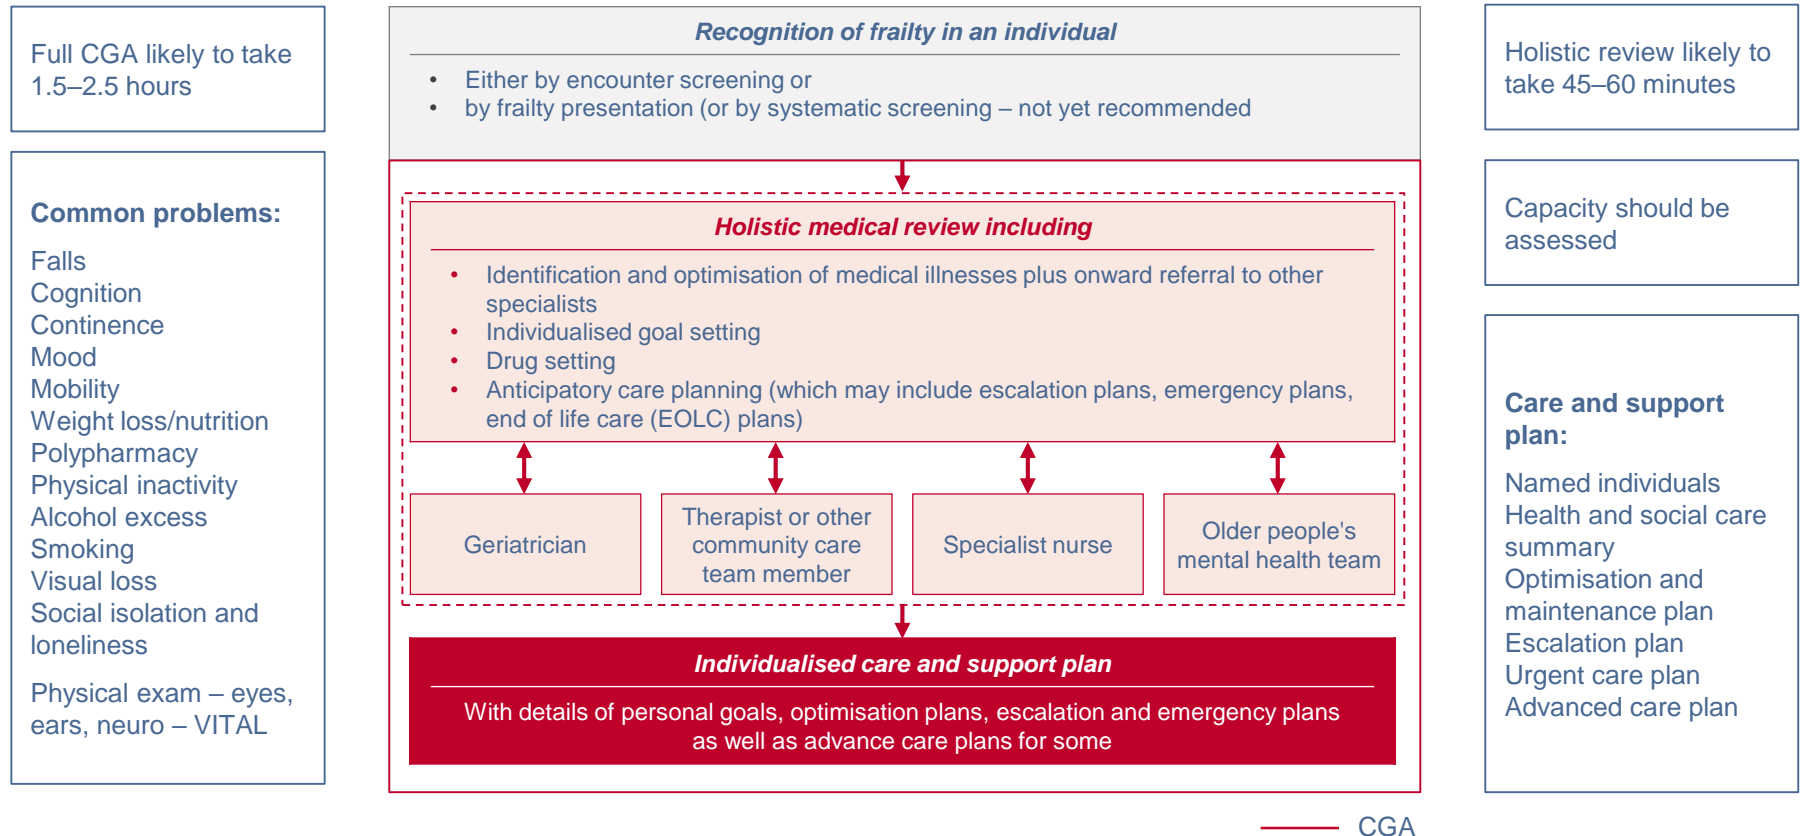 Full CGA likely to take
1.5–2.5 hours
Common problems:
Falls
Cognition
Continence
Mood
Mobility
Weight loss/nutrition
Polypharmacy
Physical inactivity
Alcohol excess
Smoking
Visual loss
Social isolation and
loneliness
Physical exam – eyes,
ears, neuro – VITAL
Recognition of frailty in an individual
• Either by encounter screening or
• by frailty presentation (or by systematic screening – not yet recommended
Holistic medical review including
• Identification and optimisation of medical illnesses plus onward referral to other
specialists
• Individualised goal setting
• Drug setting
• Anticipatory care planning (which may include escalation plans, emergency plans,
end of life care (EOLC) plans)
Geriatrician
Therapist or other
community care
team member
Specialist nurse
Older people's
mental health team
Individualised care and support plan
With details of personal goals, optimisation plans, escalation and emergency plans
as well as advance care plans for some
CGA
Holistic review likely to
take 45–60 minutes
Capacity should be
assessed
Care and support
plan:
Named individuals
Health and social care
summary
Optimisation and
maintenance plan
Escalation plan
Urgent care plan
Advanced care plan